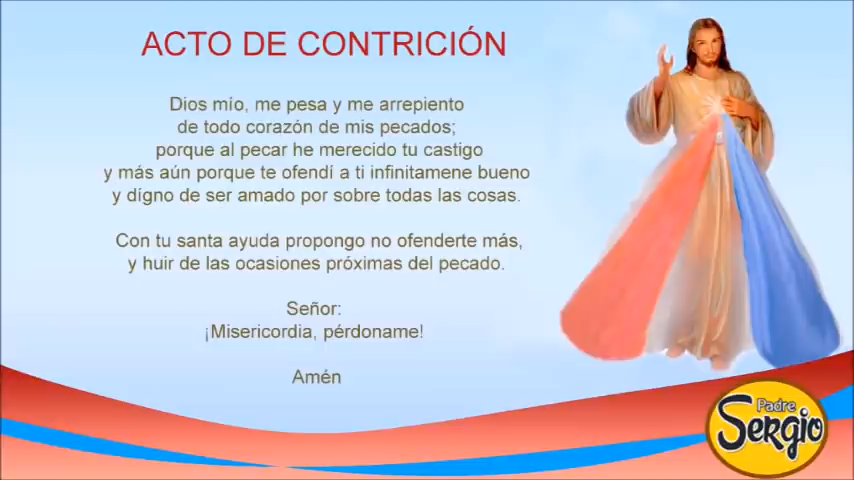 ACTO DE CONTRICIÓN
Dios mío, me pesa y me arrepiento
de todo corazón de mis pecados;
porque al pecar he merecido tu castigo
y más aún porque te ofendí a ti infinitamene bueno
y dígno de ser amado por sobre todas las cosas.
Con tu santa ayuda propongo no ofenderte más,
y huir de las ocasiones próximas del pecado.
Señor:
¡Misericordia, pérdoname!
Amén
Padre
Sergio